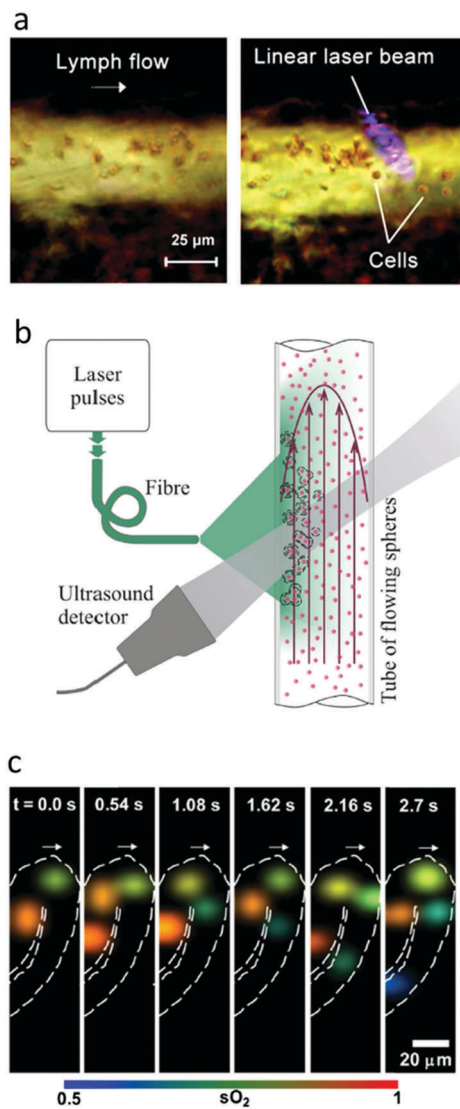 a
Lymph flow
25 µm
Linear laser beam
Cells
b
Laser
pulses
Fibre
Ultrasound
detector
Tube of flowing spheres
c
t = 0.0 s
0.54 s
1.08 s
1.62 s
2.16 s
2.7 s
20 µm
0.5
sO₂
1